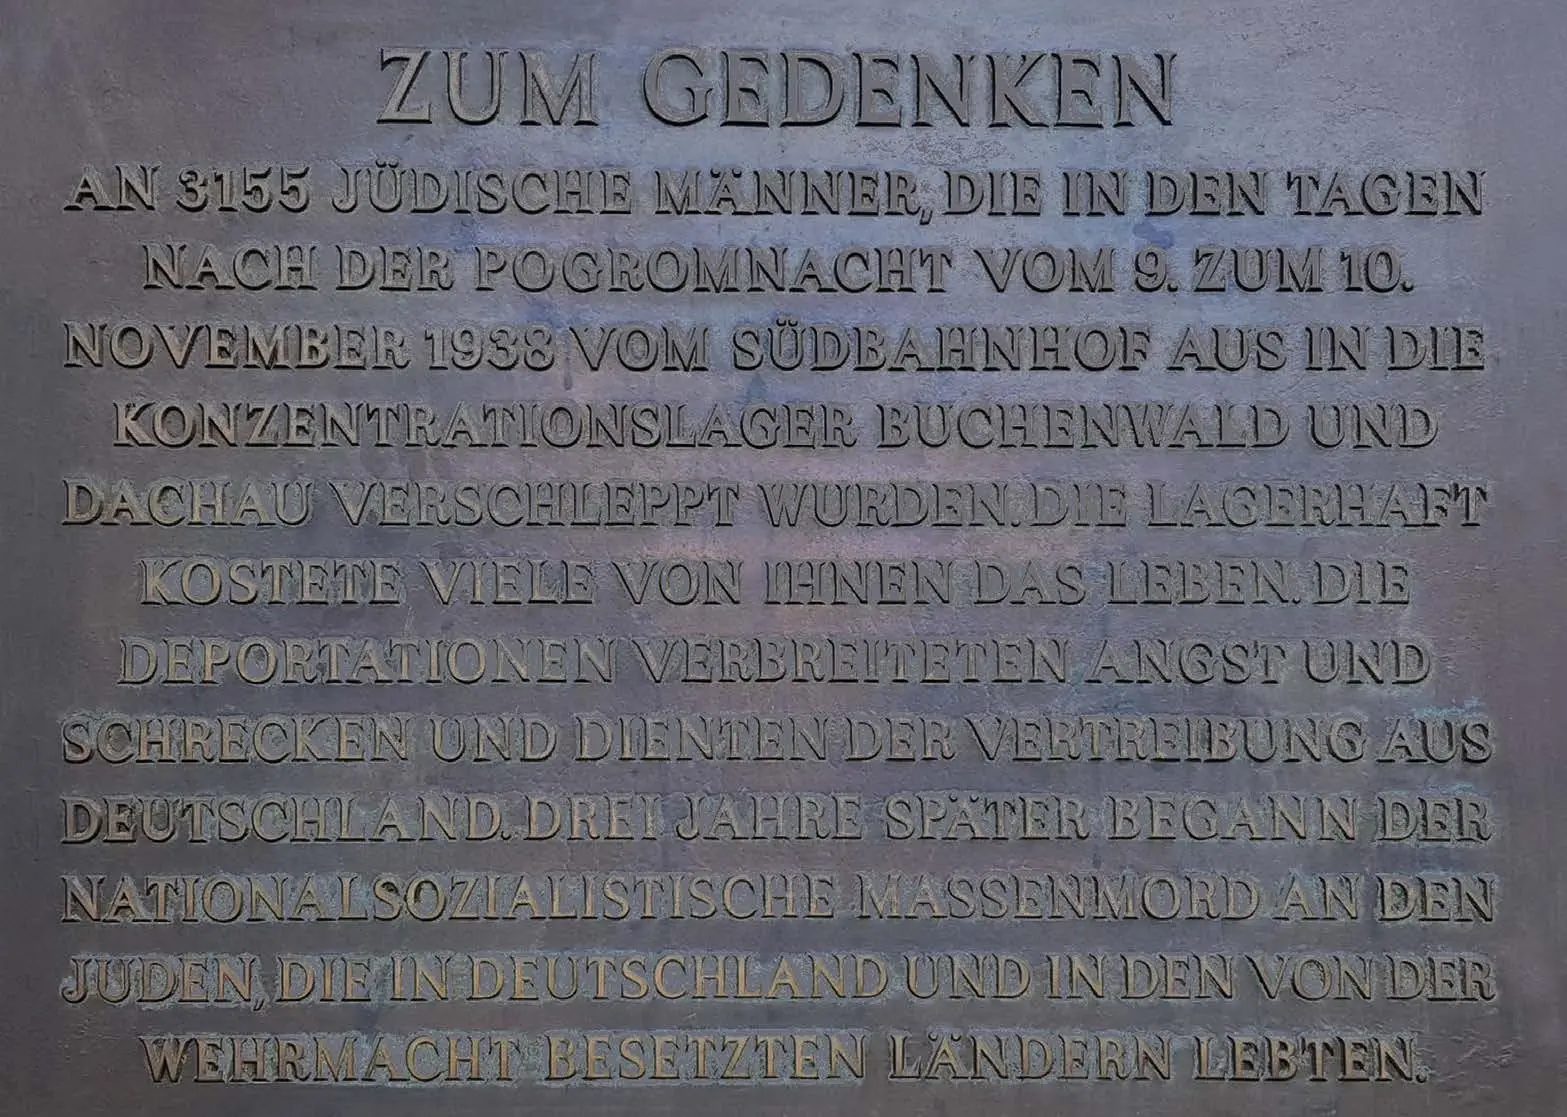 ZUM GEDENKEN
AN 3155 JÜDISCHE MÄNNER, DIE IN DEN TAGEN
NACH DER POGROMNACHT VOM 9. ZUM 10.
NOVEMBER 1938 VOM SÜDBAHNHOF AUS IN DIE
KONZENTRATIONSLAGER BUCHENWALD UND
DACHAU VERSCHLEPPT WURDEN. DIE LAGERHAFT
KOSTETE VIELE VON IHNEN DAS LEBEN. DIE
DEPORTATIONEN VERBREITETEN ANGST UND
SCHRECKEN UND DIENTEN DER VERTREIBUNG AUS
DEUTSCHLAND. DREI JAHRE SPÄTER BEGANN DER
NATIONALSOZIALISTISCHE MASSENMORD AN DEN
JUDEN, DIE IN DEUTSCHLAND UND IN DEN VON DER
WEHRMACHT BESETZTEN LÄNDERN LEBTEN.